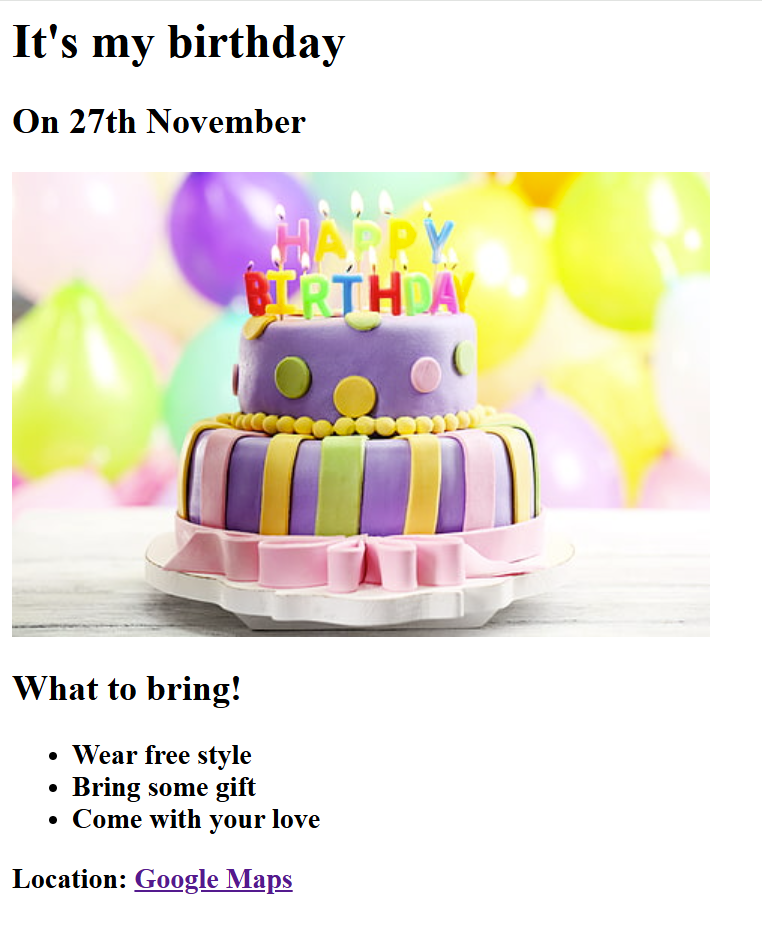 It's my birthday
On 27th November
HAPPY
BIRTHDAY
What to bring!
Wear free style
Bring some gift
Come with your love
Location: Google Maps